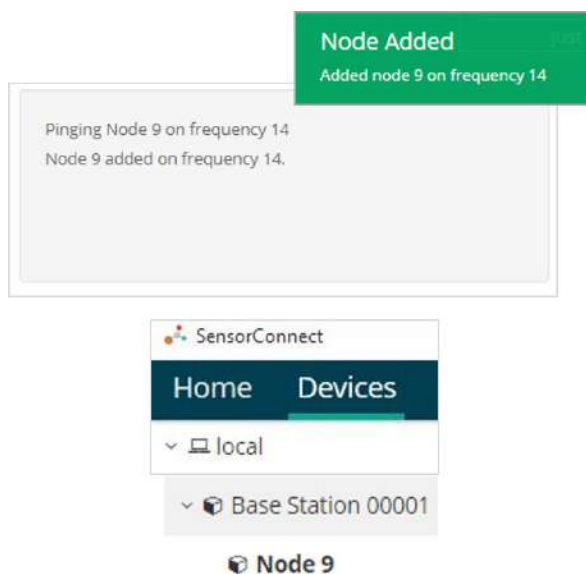 Node Added
Added node 9 on frequency 14
Pinging Node 9 on frequency 14
Node 9 added on frequency 14.
SensorConnect
Home Devices
local
Base Station 00001
Node 9